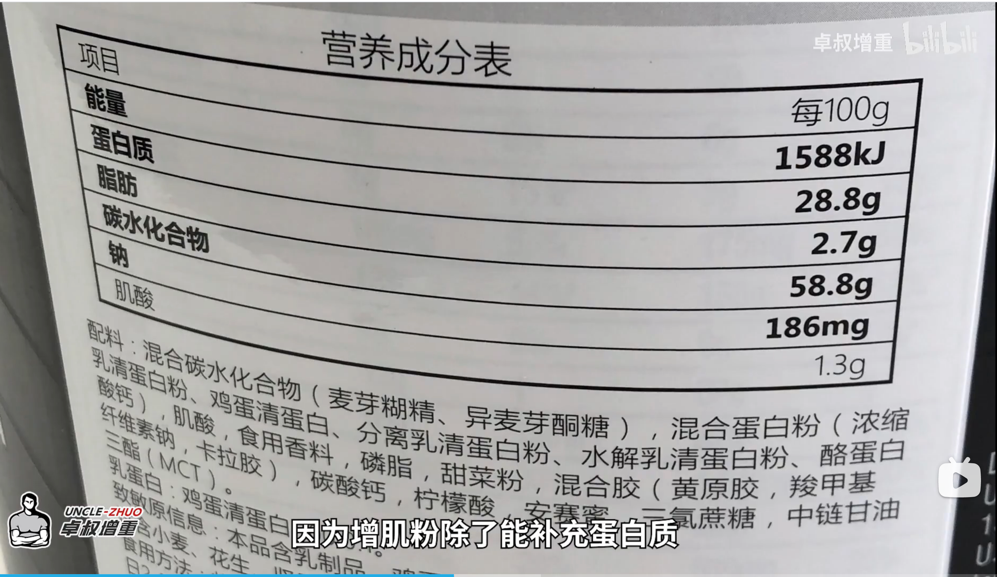 卓叔增重 bilibili
营养成分表
项目 每100g
能量 1588kJ
蛋白质 28.8g
脂肪 2.7g
碳水化合物 58.8g
钠 186mg
肌酸 1.3g
配料：混合碳水化合物（麦芽糊精、异麦芽酮糖），混合蛋白粉（浓缩
乳清蛋白粉、鸡蛋清蛋白、分离乳清蛋白粉、水解乳清蛋白粉、酪蛋白
酸钙），肌酸，食用香料，磷脂，甜菜粉，混合胶（黄原胶，羧甲基
纤维素钠，卡拉胶），碳酸钙，柠檬酸，安赛蜜，三氯蔗糖，中链甘油
三酯（MCT）。
乳蛋白：鸡蛋清蛋白
致敏原信息：本品含乳制品
含小麦、花生
食用方法：
UNCLE-ZHUO
卓叔增重
因为增肌粉除了能补充蛋白质